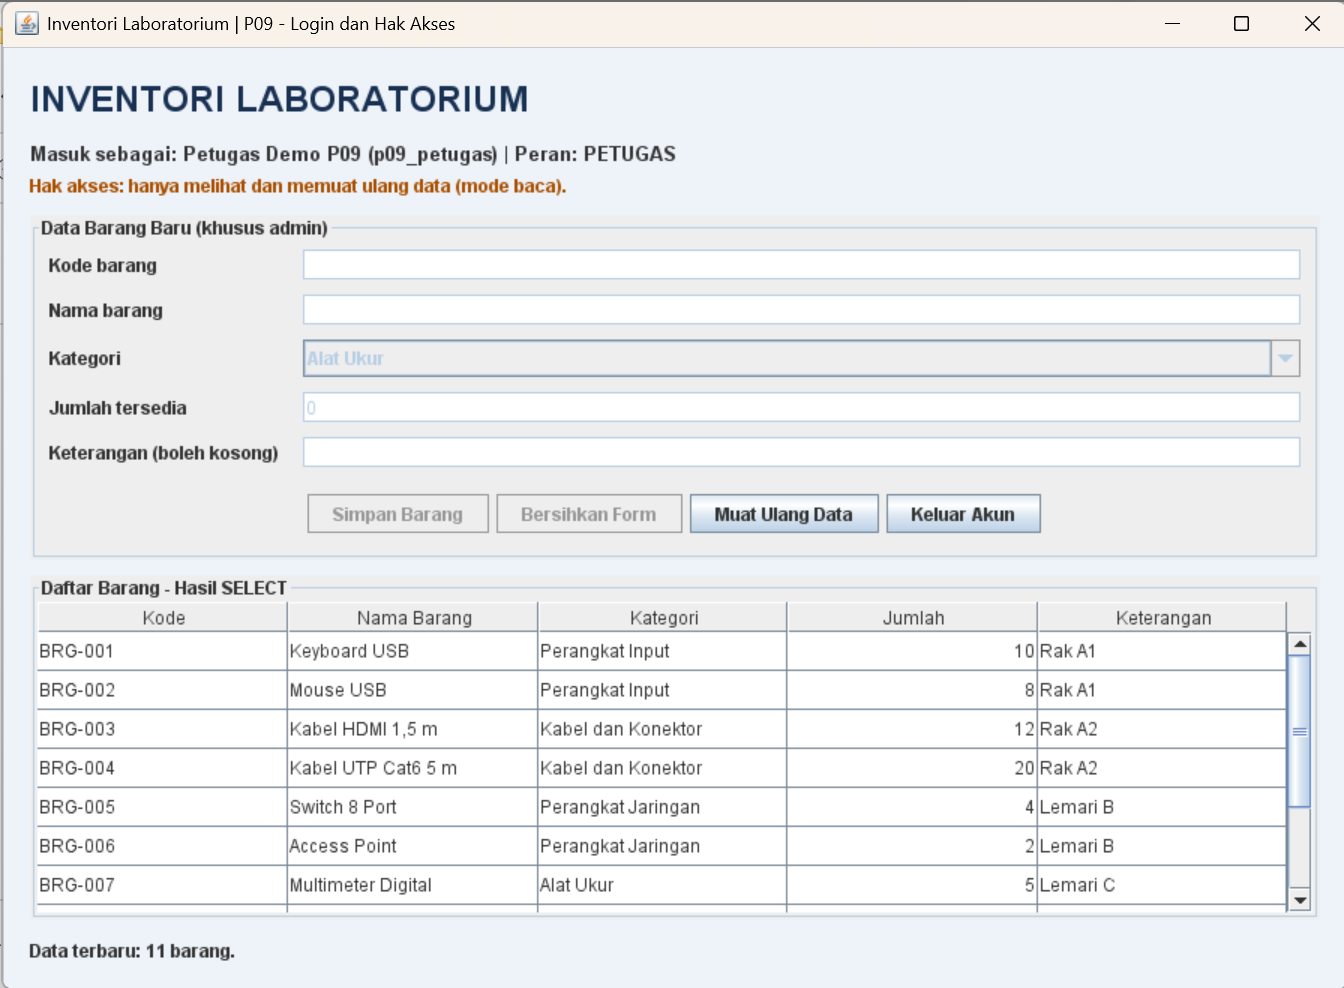 Inventori Laboratorium | P09 - Login dan Hak Akses
INVENTORI LABORATORIUM
Masuk sebagai: Petugas Demo P09 (p09_petugas) | Peran: PETUGAS
Hak akses: hanya melihat dan memuat ulang data (mode baca).
Data Barang Baru (khusus admin)
Kode barang
Nama barang
Kategori Alat Ukur
Jumlah tersedia 0
Keterangan (boleh kosong)
Simpan Barang Bersihkan Form Muat Ulang Data Keluar Akun
Daftar Barang - Hasil SELECT
Kode Nama Barang Kategori Jumlah Keterangan
BRG-001 Keyboard USB Perangkat Input 10 Rak A1
BRG-002 Mouse USB Perangkat Input 8 Rak A1
BRG-003 Kabel HDMI 1,5 m Kabel dan Konektor 12 Rak A2
BRG-004 Kabel UTP Cat6 5 m Kabel dan Konektor 20 Rak A2
BRG-005 Switch 8 Port Perangkat Jaringan 4 Lemari B
BRG-006 Access Point Perangkat Jaringan 2 Lemari B
BRG-007 Multimeter Digital Alat Ukur 5 Lemari C
Data terbaru: 11 barang.